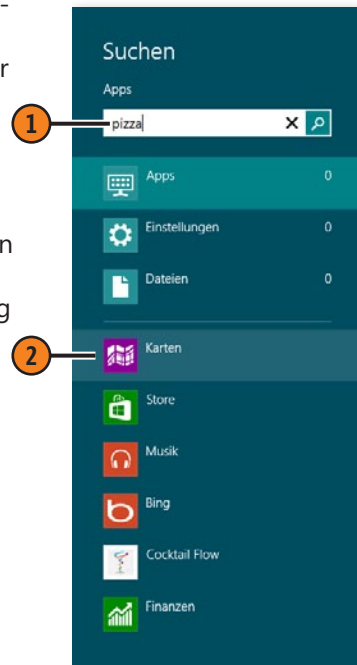 -
r
n
g
Suchen
Apps
1
pizza
Apps 0
Einstellungen 0
Dateien 0
2
Karten
Store
Musik
Bing
Cocktail Flow
Finanzen